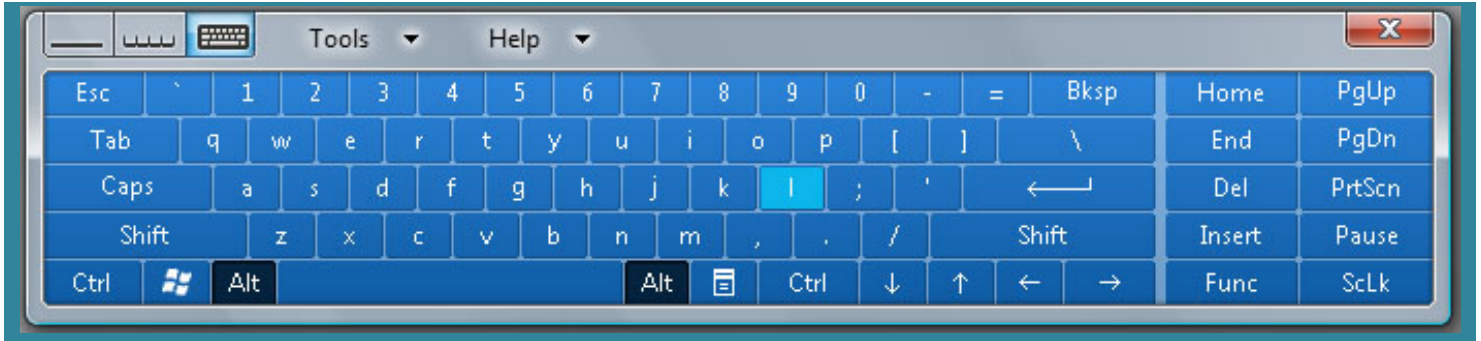 Tools Help
Esc ` 1 2 3 4 5 6 7 8 9 0 - = Bksp Home PgUp
Tab q w e r t y u i o p [ ] \ End PgDn
Caps a s d f g h j k l ; ' Del PrtScn
Shift z x c v b n m , . / Shift Insert Pause
Ctrl Alt Alt Ctrl ↓ ↑ ← → Func ScLk